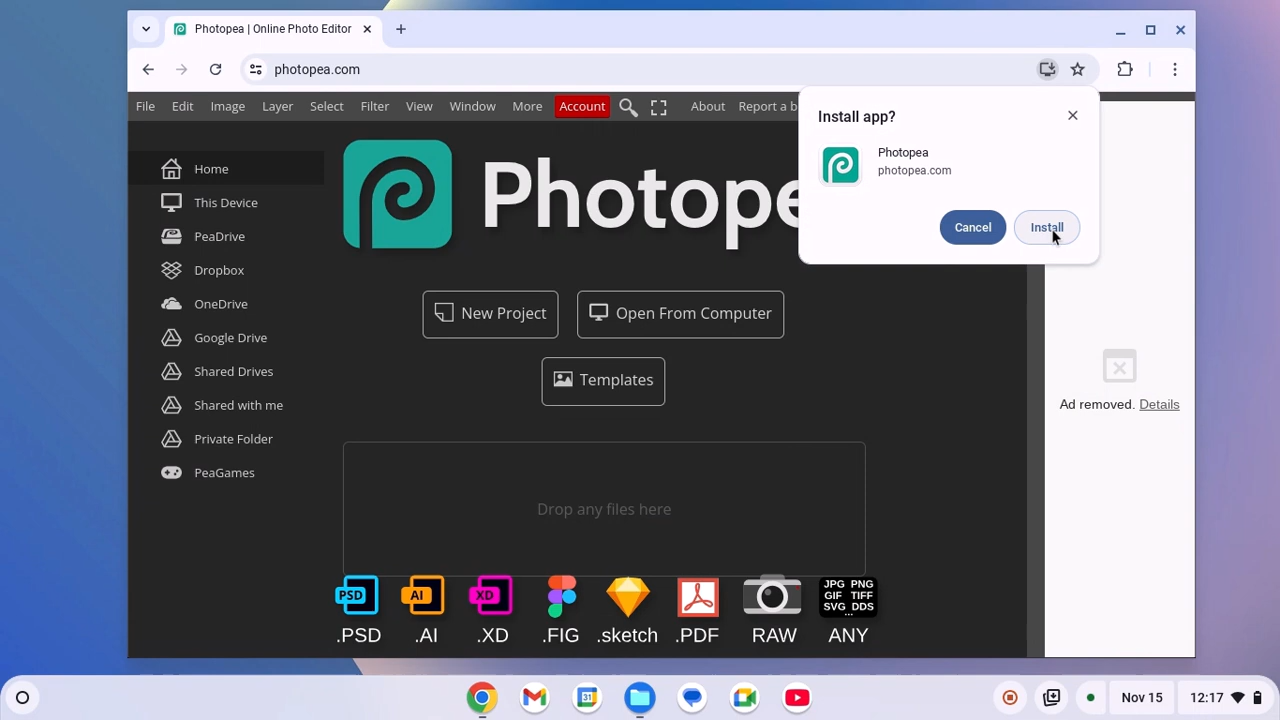 Photopea | Online Photo Editor
photopea.com
File Edit Image Layer Select Filter View Window More Account About Report a b
Install app?
Photopea
photopea.com
Cancel Install
Home
This Device
PeaDrive
Dropbox
OneDrive
Google Drive
Shared Drives
Shared with me
Private Folder
PeaGames
Photope
New Project Open From Computer
Templates
Drop any files here
PSD AI XD JPG PNG
GIF TIFF
SVG DDS
...
.PSD .AI .XD .FIG .sketch .PDF RAW ANY
Ad removed. Details
31
Nov 15 12:17